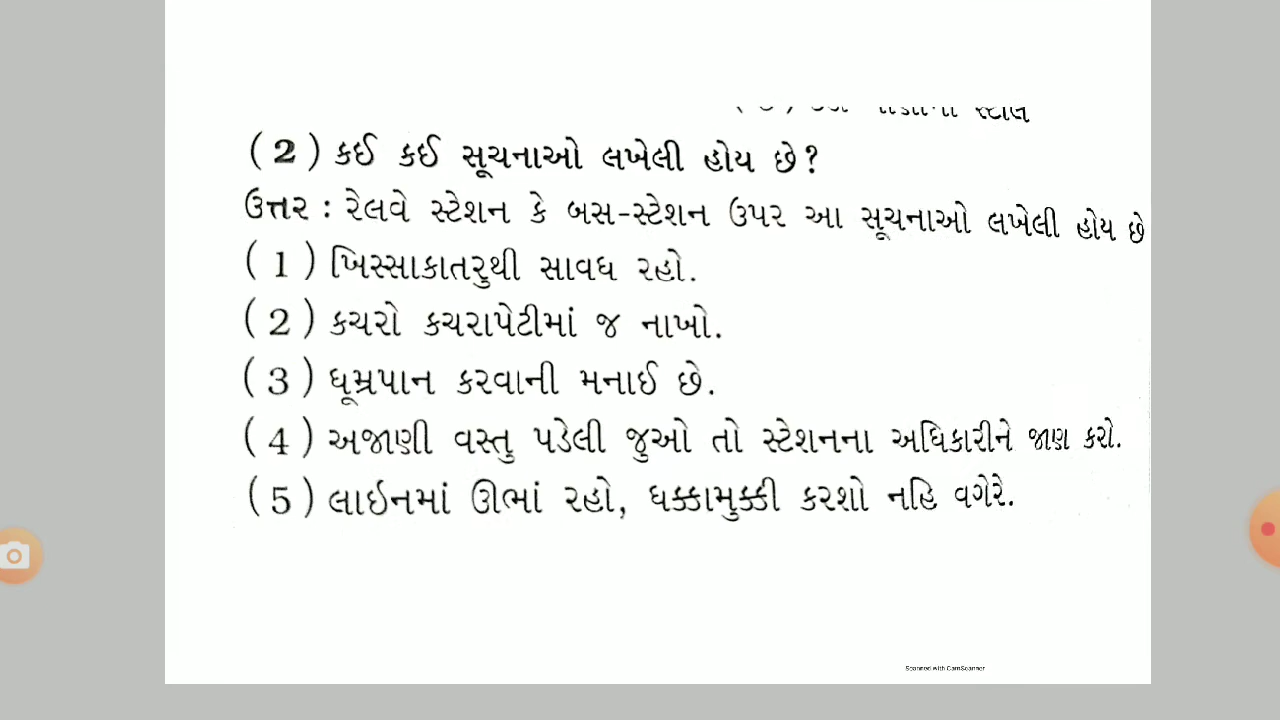 સ્ટોલ
(2) કઈ કઈ સૂચનાઓ લખેલી હોય છે?
ઉત્તર : રેલવે સ્ટેશન કે બસ-સ્ટેશન ઉપર આ સૂચનાઓ લખેલી હોય છે
(1) ખિસ્સાકાતરુથી સાવધ રહો.
(2) કચરો કચરાપેટીમાં જ નાખો.
(3) ધૂમ્રપાન કરવાની મનાઈ છે.
(4) અજાણી વસ્તુ પડેલી જુઓ તો સ્ટેશનના અધિકારીને જાણ કરો.
(5) લાઇનમાં ઊભાં રહો, ધક્કામુક્કી કરશો નહિ વગેરે.
Scanned with CamScanner